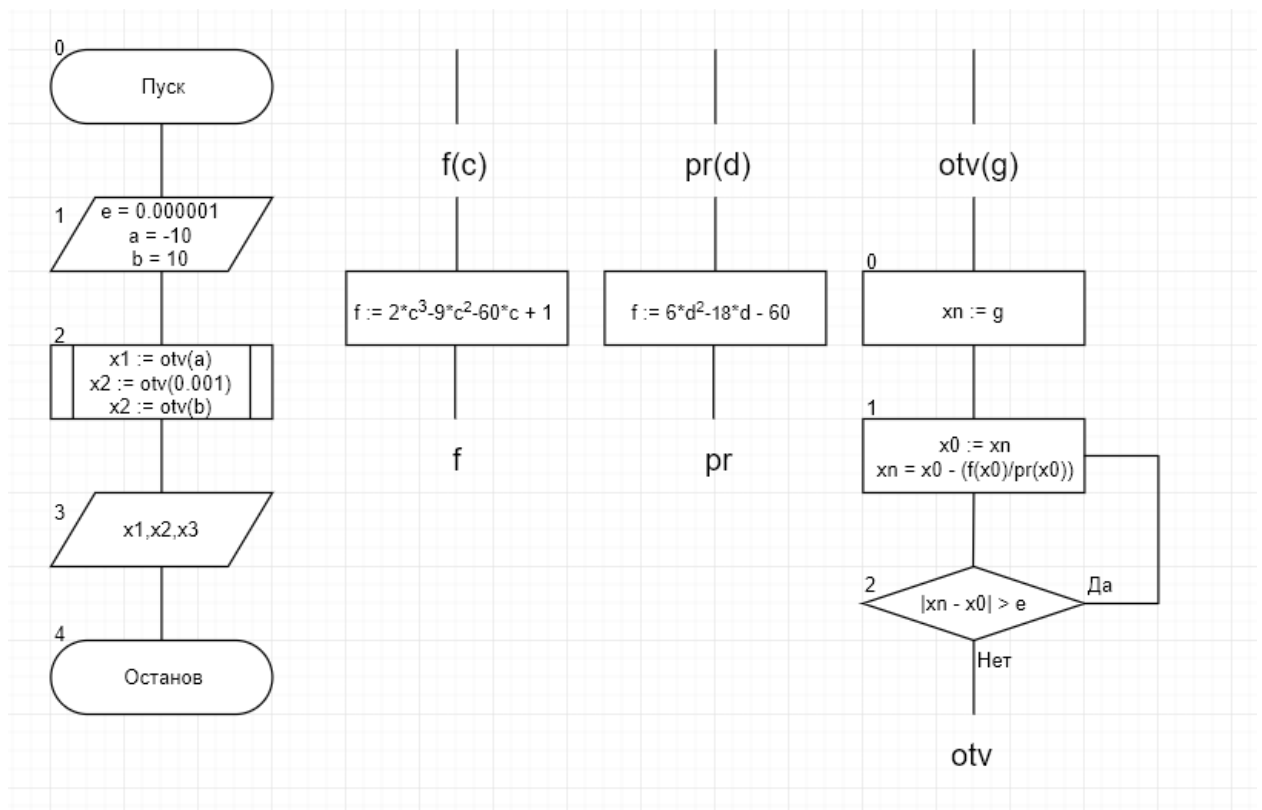 0
Пуск
1
e = 0.000001
a = -10
b = 10
2
x1 := otv(a)
x2 := otv(0.001)
x2 := otv(b)
3
x1,x2,x3
4
Останов
f(c)
f := 2*c³-9*c²-60*c + 1
f
pr(d)
f := 6*d²-18*d - 60
pr
otv(g)
0
xn := g
1
x0 := xn
xn = x0 - (f(x0)/pr(x0))
2
|xn - x0| > e
Да
Нет
otv